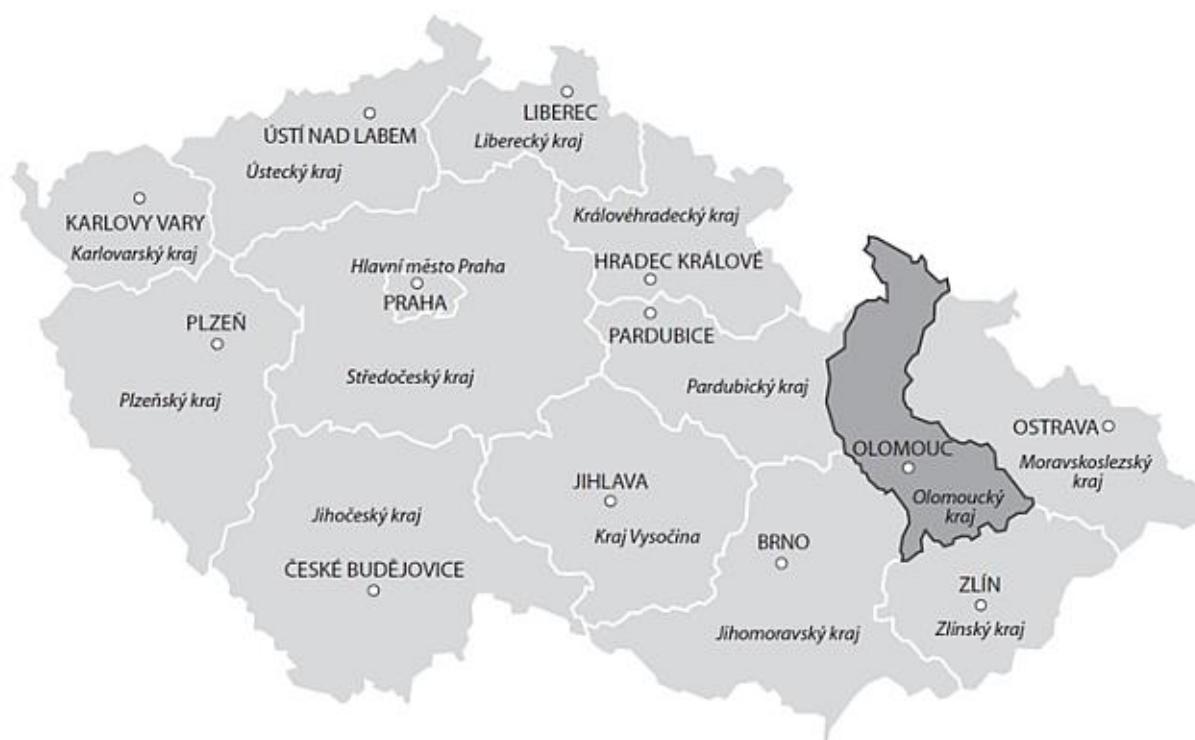 LIBEREC
Liberecký kraj
ÚSTÍ NAD LABEM
Ústecký kraj
KARLOVY VARY
Karlovarský kraj
Královéhradecký kraj
HRADEC KRÁLOVÉ
Hlavní město Praha
PRAHA
PLZEŇ
Plzeňský kraj
Středočeský kraj
PARDUBICE
Pardubický kraj
OLOMOUC
Olomoucký
kraj
OSTRAVA
Moravskoslezský
kraj
JIHLAVA
Kraj Vysočina
Jihočeský kraj
ČESKÉ BUDĚJOVICE
BRNO
Jihomoravský kraj
ZLÍN
Zlínský kraj